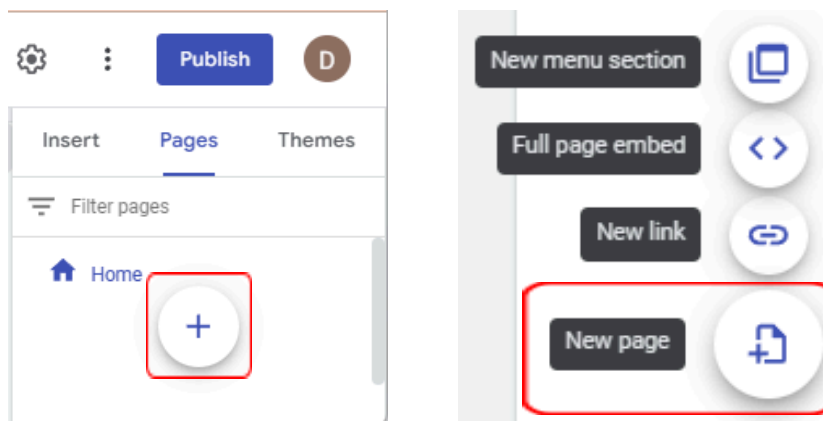 Publish
D
Insert Pages Themes
Filter pages
Home
New menu section
Full page embed
New link
New page